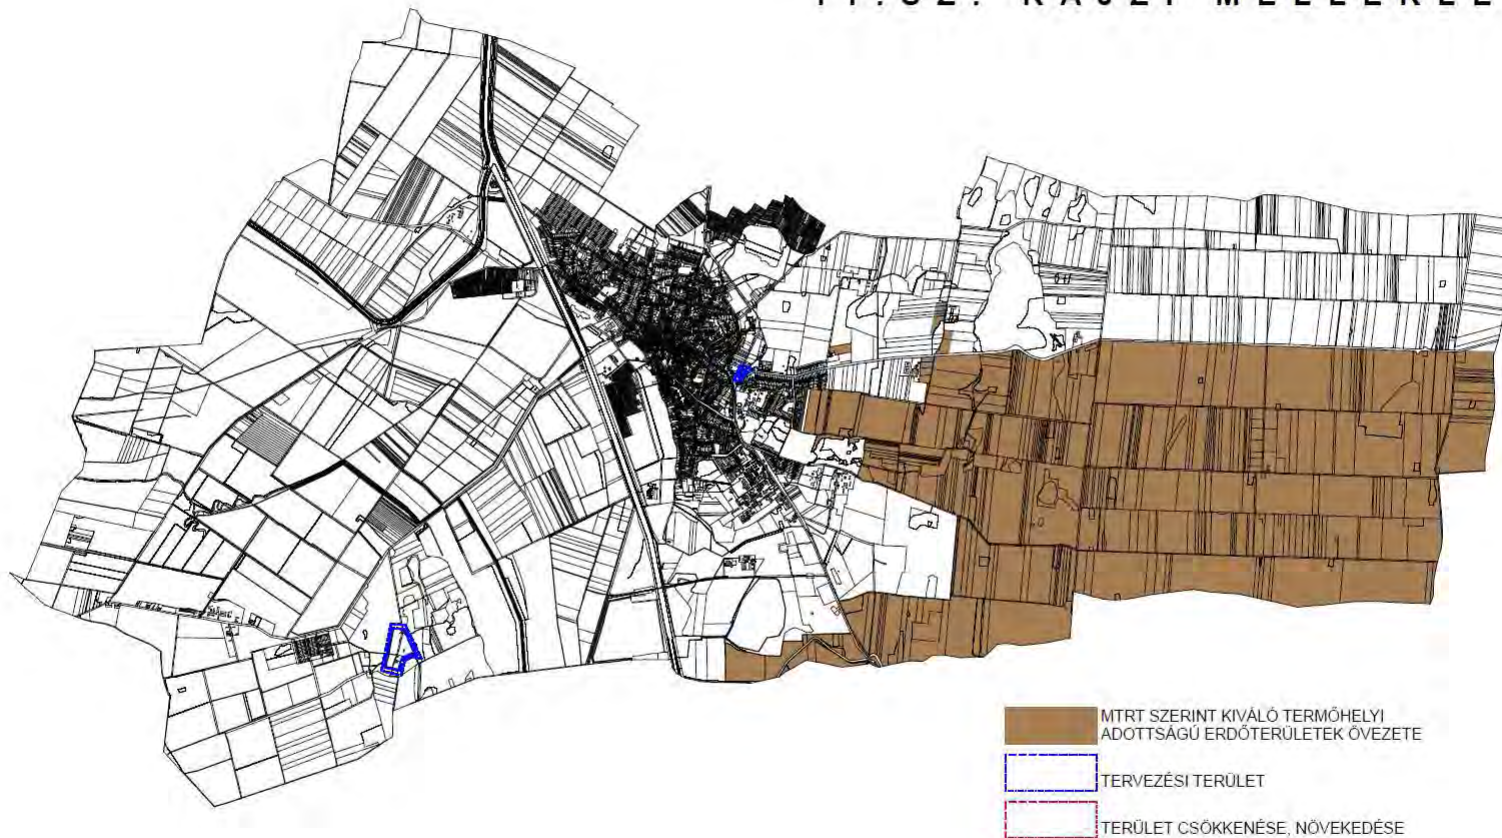 MTRT SZERINT KIVÁLÓ TERMŐHELYI
ADOTTSÁGÚ ERDŐTERÜLETEK ÖVEZETE
TERVEZÉSI TERÜLET
TERÜLET CSÖKKENÉSE, NÖVEKEDÉSE